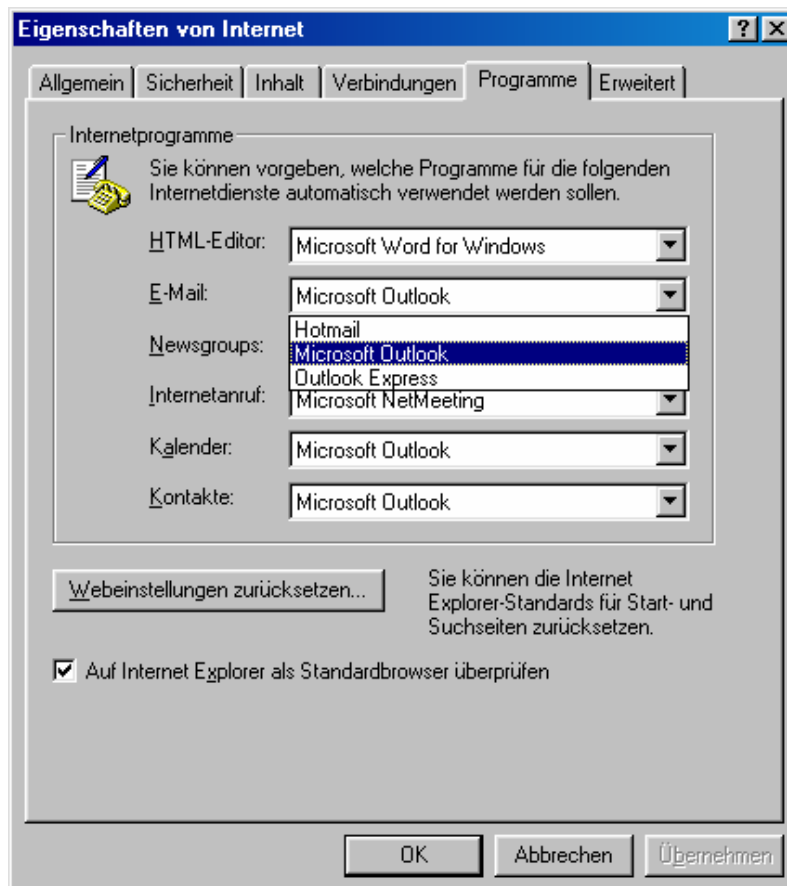 Eigenschaften von Internet
Allgemein Sicherheit Inhalt Verbindungen Programme Erweitert
Internetprogramme
Sie können vorgeben, welche Programme für die folgenden
Internetdienste automatisch verwendet werden sollen.
HTML-Editor: Microsoft Word for Windows
E-Mail: Microsoft Outlook
Hotmail
Newsgroups: Microsoft Outlook
Outlook Express
Internetanruf: Microsoft NetMeeting
Kalender: Microsoft Outlook
Kontakte: Microsoft Outlook
Webeinstellungen zurücksetzen...
Sie können die Internet
Explorer-Standards für Start- und
Suchseiten zurücksetzen.
Auf Internet Explorer als Standardbrowser überprüfen
OK Abbrechen Übernehmen